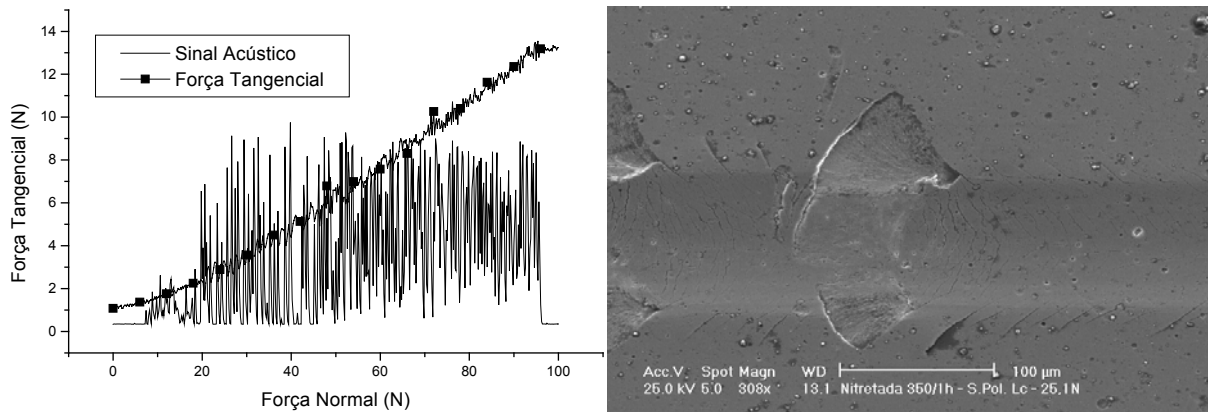 14
12
10
8
6
4
2
0
Força Tangencial (N)
Sinal Acústico
Força Tangencial
0 20 40 60 80 100
Força Normal (N)
Acc.V Spot Magn WD 100 µm
25.0 kV 5.0 308x 13.1 Nitretada 350/1h - S.Pol. Lc - 25,1N